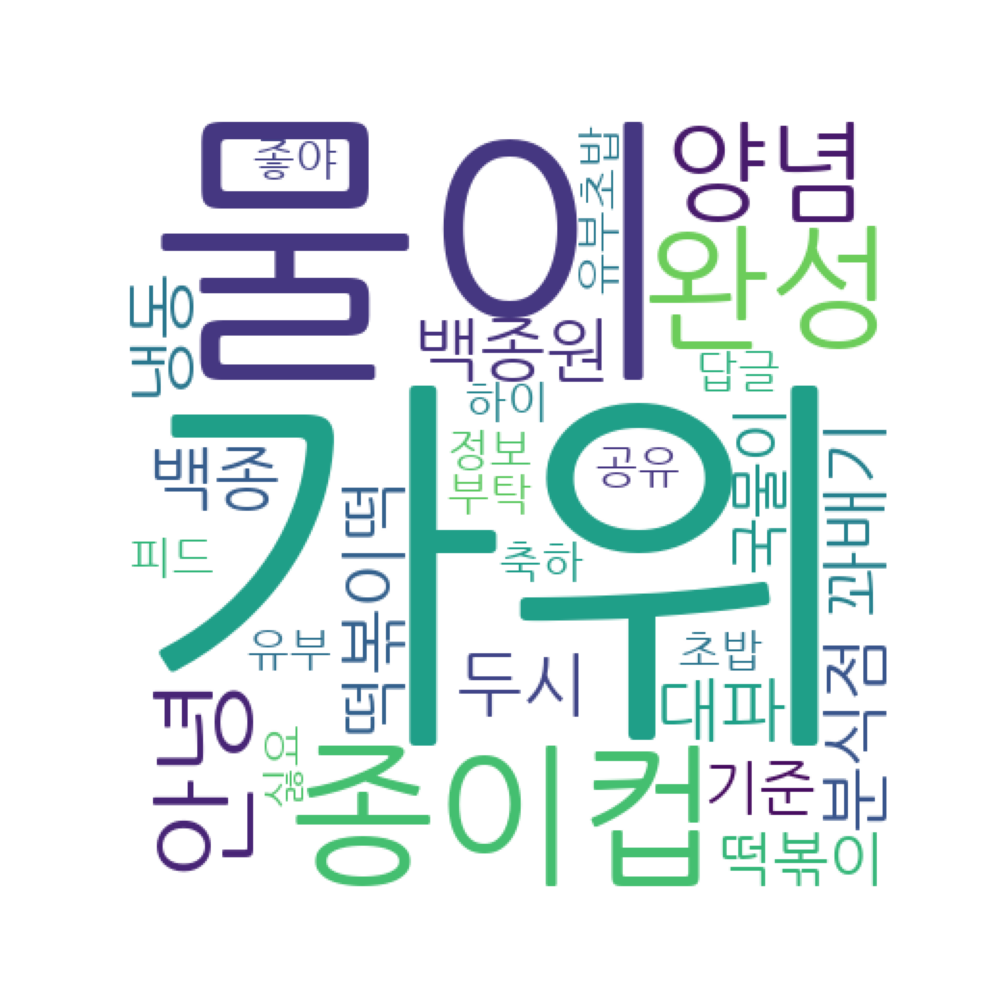 물이
좋아
유부초밥
양념
완성
냉동
백종원
답글
하이
가위
백종
정보
공유
부탁
국물이
꽈배기
떡볶이떡
피드
축하
유부
두시
초밥
대파
분식점
안녕
싫요
종이컵
기준
떡볶이